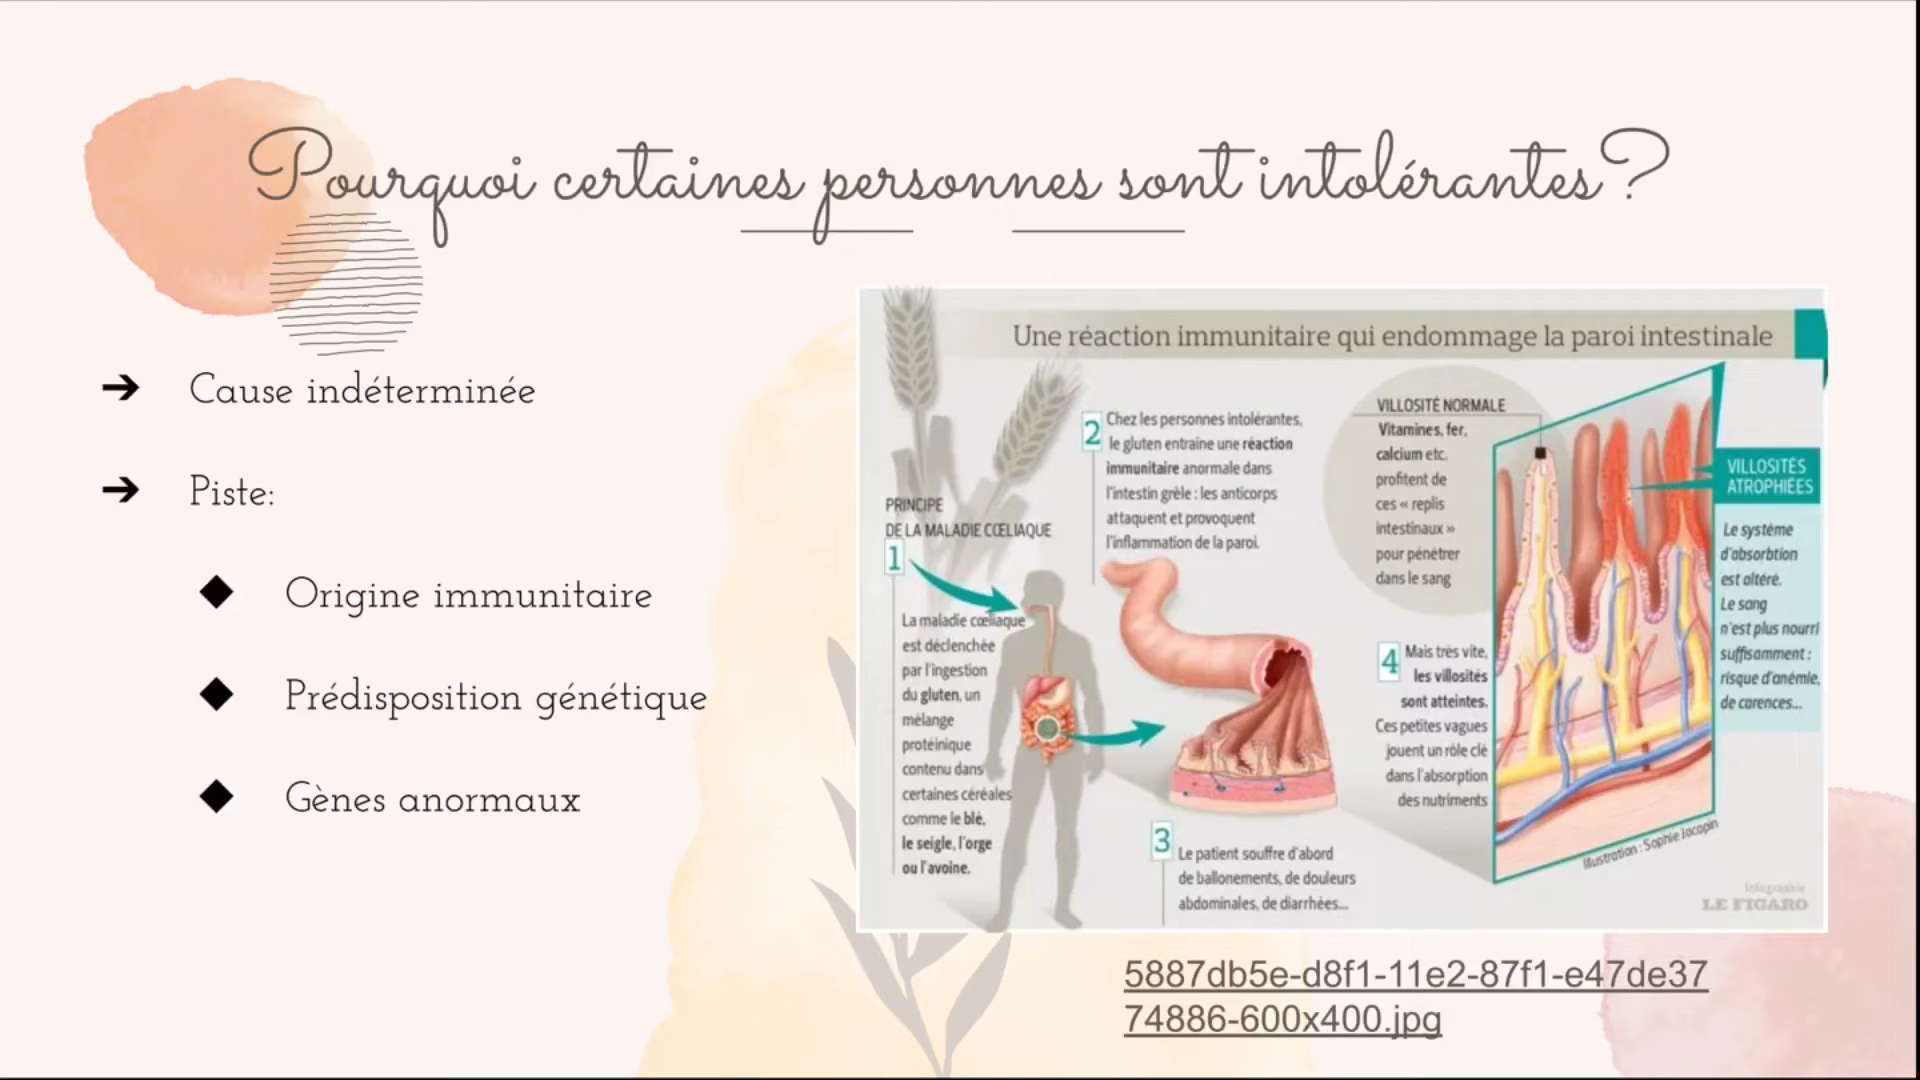 Pourquoi certaines personnes sont intolérantes?
➔ Cause indéterminée
➔ Piste:
◆ Origine immunitaire
◆ Prédisposition génétique
◆ Gènes anormaux
Une réaction immunitaire qui endommage la paroi intestinale
PRINCIPE
DE LA MALADIE CŒLIAQUE
1
La maladie cœliaque
est déclenchée
par l'ingestion
du gluten, un
mélange
protéinique
contenu dans
certaines céréales
comme le blé,
le seigle, l'orge
ou l'avoine.
2
Chez les personnes intolérantes,
le gluten entraîne une réaction
immunitaire anormale dans
l'intestin grêle : les anticorps
attaquent et provoquent
l'inflammation de la paroi.
3
Le patient souffre d'abord
de ballonements, de douleurs
abdominales, de diarrhées...
VILLOSITÉ NORMALE
Vitamines, fer,
calcium etc.
profitent de
ces « replis
intestinaux »
pour pénétrer
dans le sang
4
Mais très vite,
les villosités
sont atteintes.
Ces petites vagues
jouent un rôle clé
dans l'absorption
des nutriments
VILLOSITÉS
ATROPHIÉES
Le système
d'absorbtion
est altéré.
Le sang
n'est plus nourri
suffisamment :
risque d'anémie,
de carences...
Illustration : Sophie Jacopin
Infographie
LE FIGARO
5887db5e-d8f1-11e2-87f1-e47de37
74886-600x400.jpg